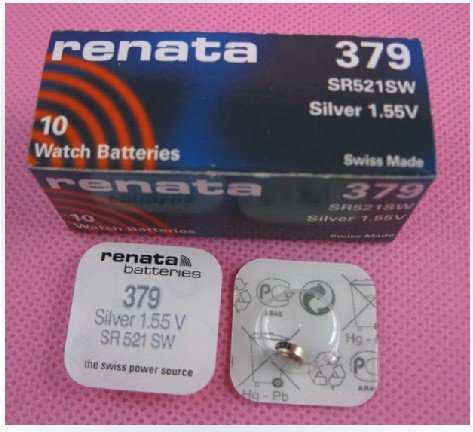 renata
379
SR521SW
Silver 1.55V
10
Watch Batteries
Swiss Made
renata
379
SR521SW
Silver 1.55V
10
Watch Batteries
Swiss Made
renata
batteries
379
Silver 1.55 V
SR 521 SW
the swiss power source
Hg - Pb